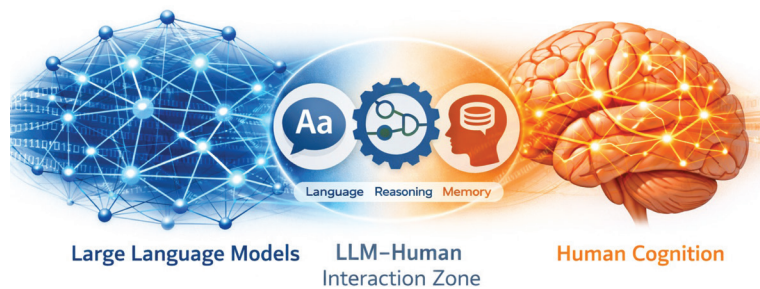 Aa
Language Reasoning Memory
Large Language Models
LLM–Human
Interaction Zone
Human Cognition